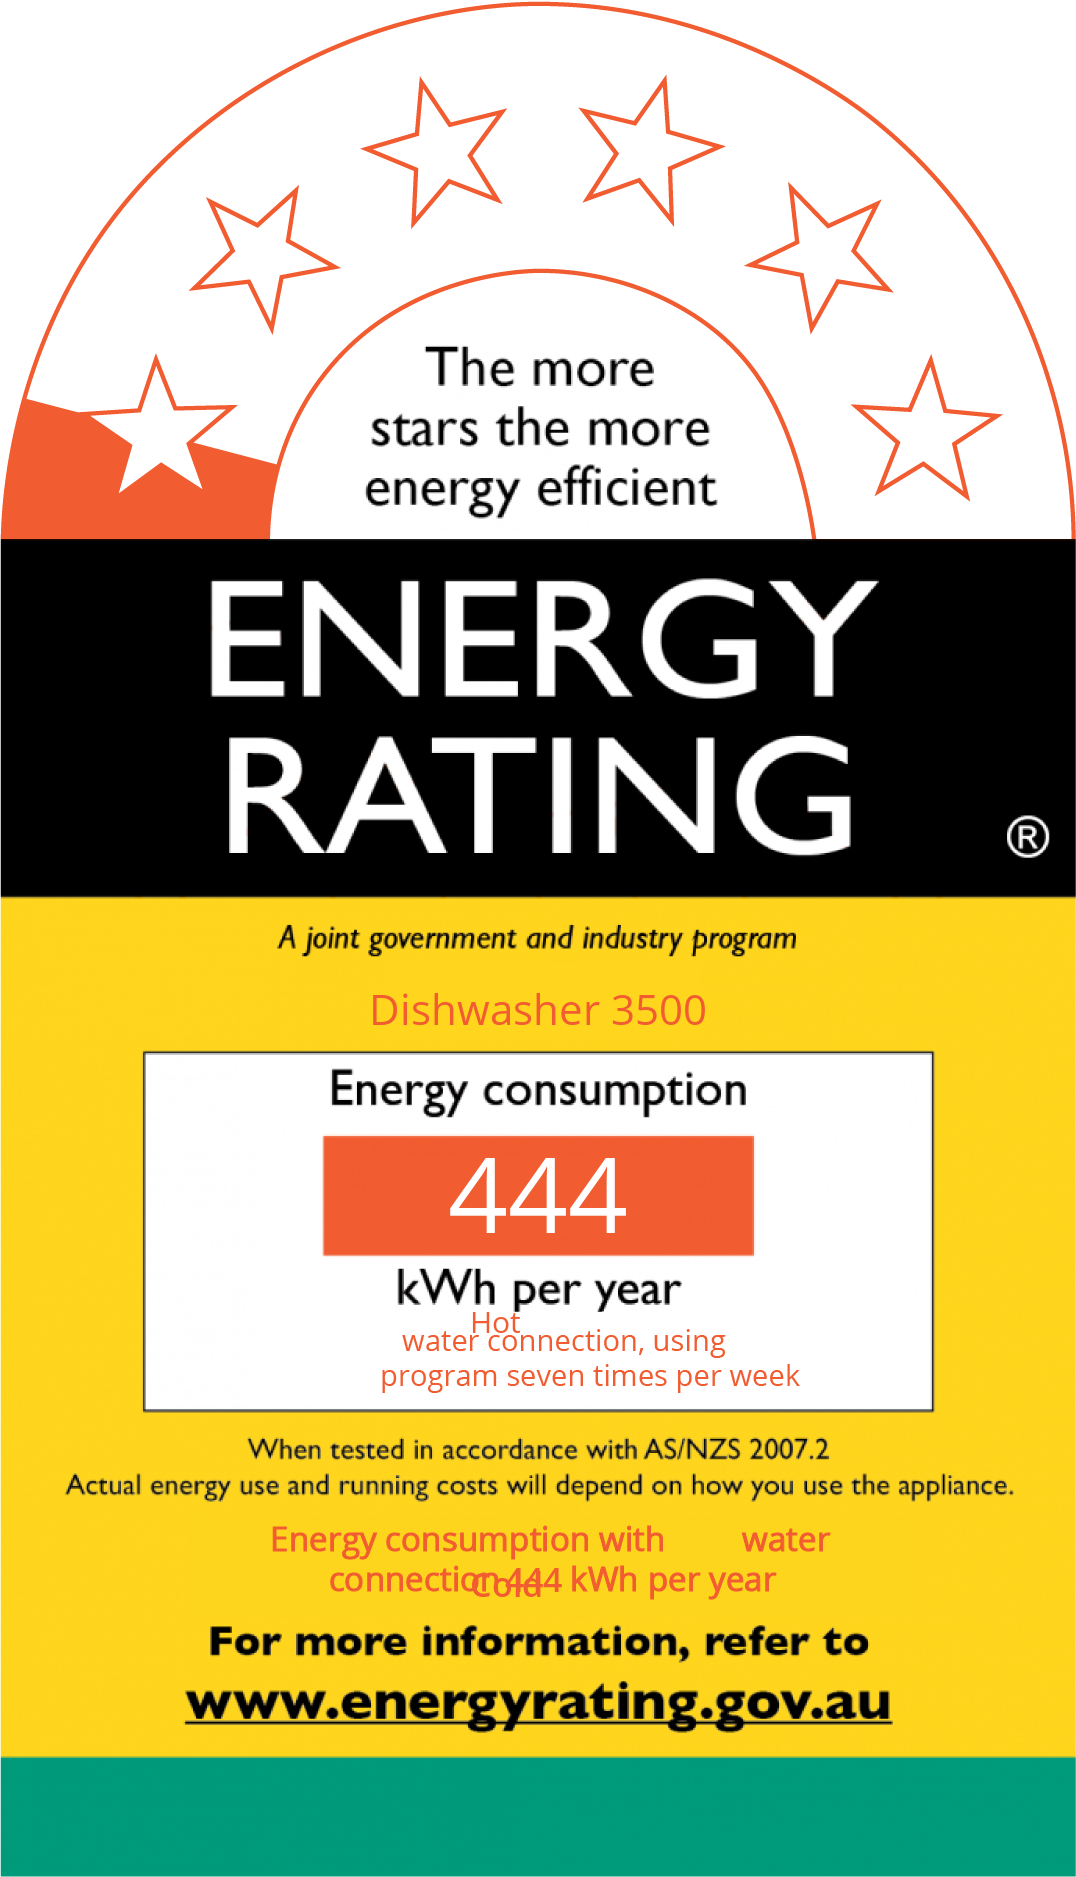 The more
stars the more
energy efficient
ENERGY
RATING
®
A joint government and industry program
Dishwasher 3500
Energy consumption
444
kWh per year
Hot
water connection, using
program seven times per week
When tested in accordance with AS/NZS 2007.2
Actual energy use and running costs will depend on how you use the appliance.
Energy consumption with water
connection 444 kWh per year
Cold
For more information, refer to
www.energyrating.gov.au